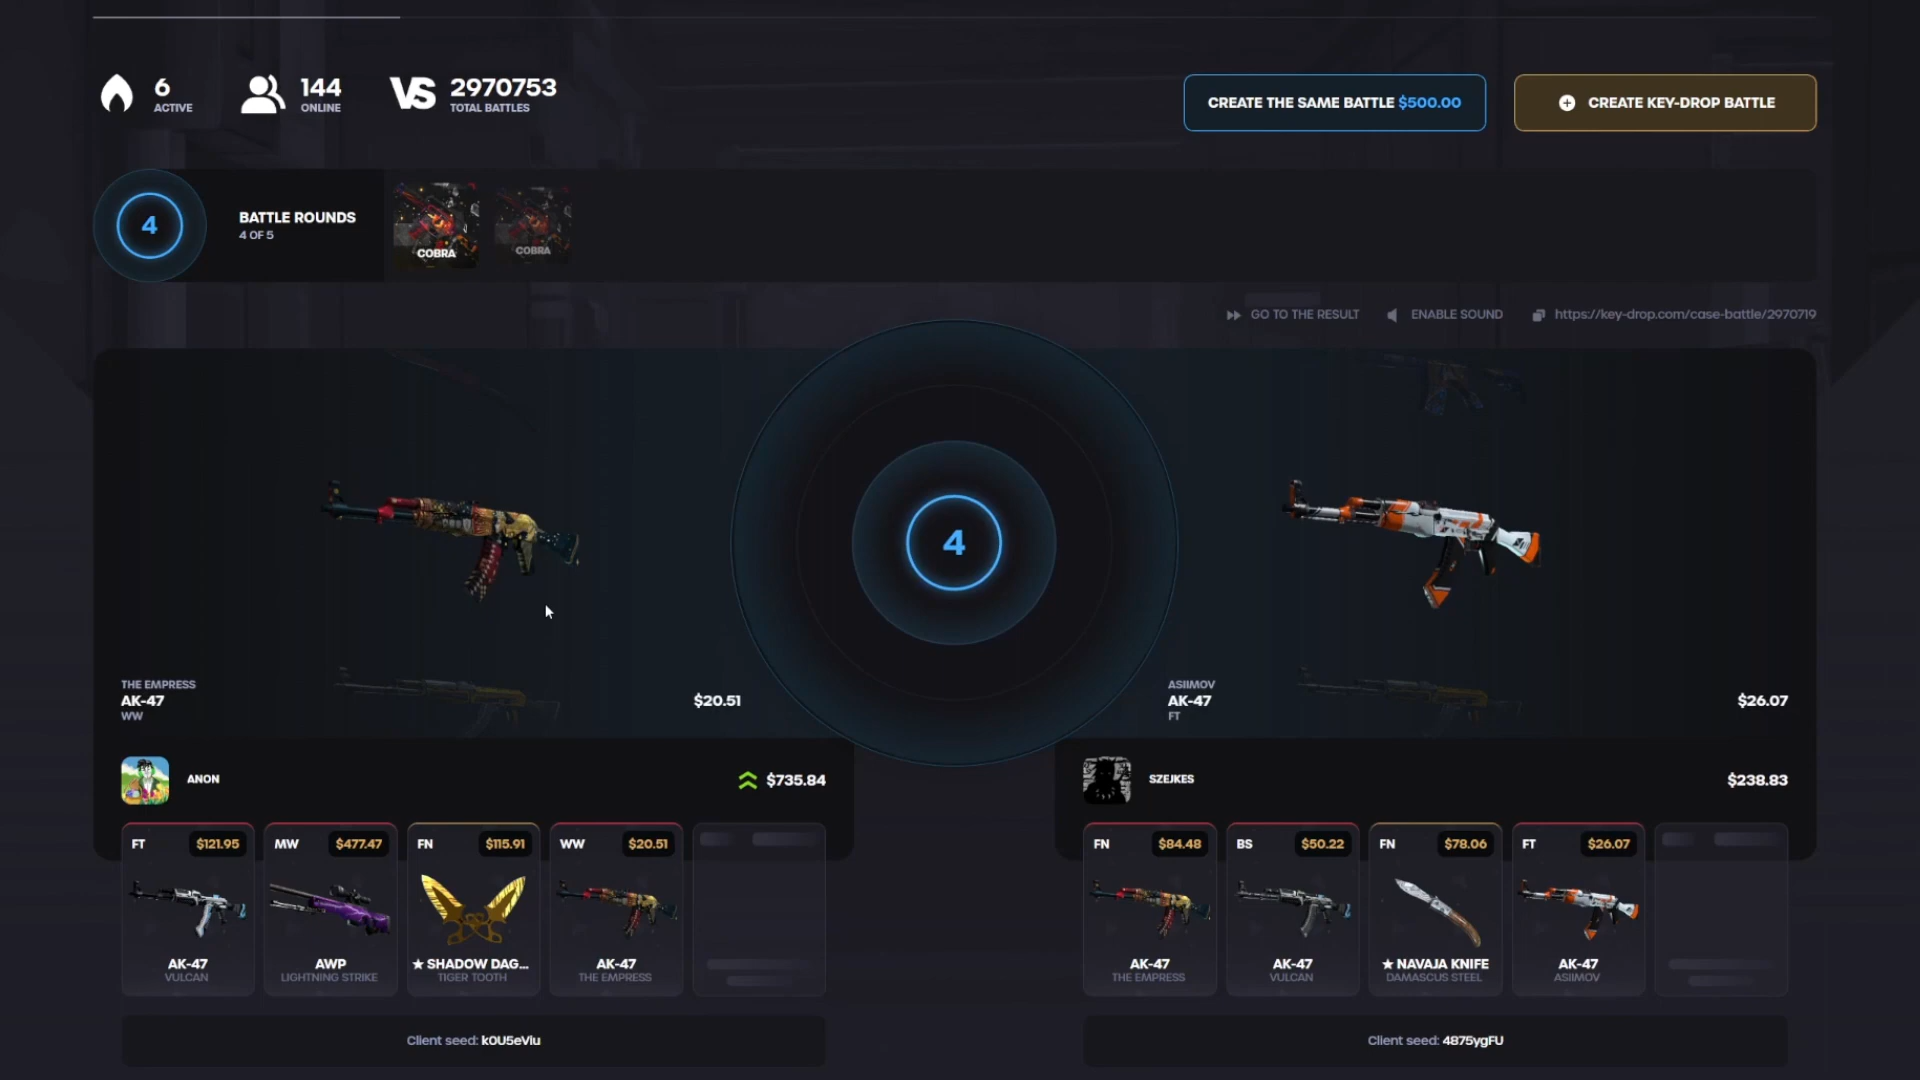 6
ACTIVE
144
ONLINE
VS
2970753
TOTAL BATTLES
CREATE THE SAME BATTLE $500.00
CREATE KEY-DROP BATTLE
4
BATTLE ROUNDS
4 OF 5
COBRA
COBRA
GO TO THE RESULT
ENABLE SOUND
https://key-drop.com/case-battle/2970719
4
THE EMPRESS
AK-47
WW
$20.51
ASIIMOV
AK-47
FT
$26.07
ANON
$735.84
SZEJKES
$238.83
FT $121.95
AK-47
VULCAN
MW $477.47
AWP
LIGHTNING STRIKE
FN $115.91
★ SHADOW DAG...
TIGER TOOTH
WW $20.51
AK-47
THE EMPRESS
FN $84.48
AK-47
THE EMPRESS
BS $50.22
AK-47
VULCAN
FN $78.06
★ NAVAJA KNIFE
DAMASCUS STEEL
FT $26.07
AK-47
ASIIMOV
Client seed: k0U5eVlu
Client seed: 4875ygFU